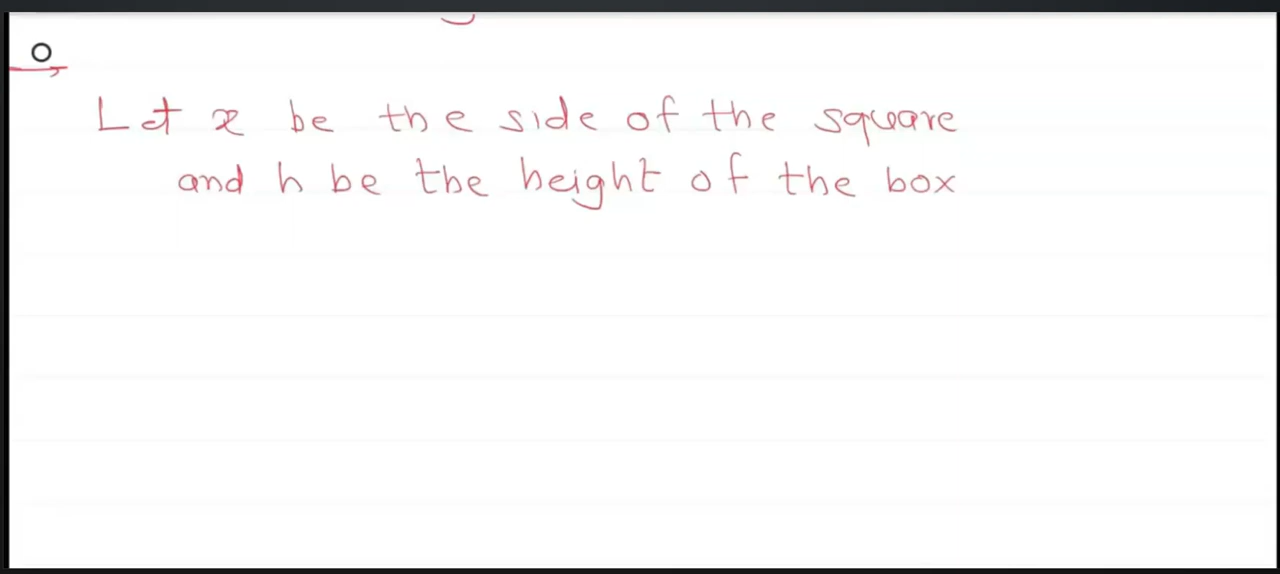 Let x be the side of the square
and h be the height of the box